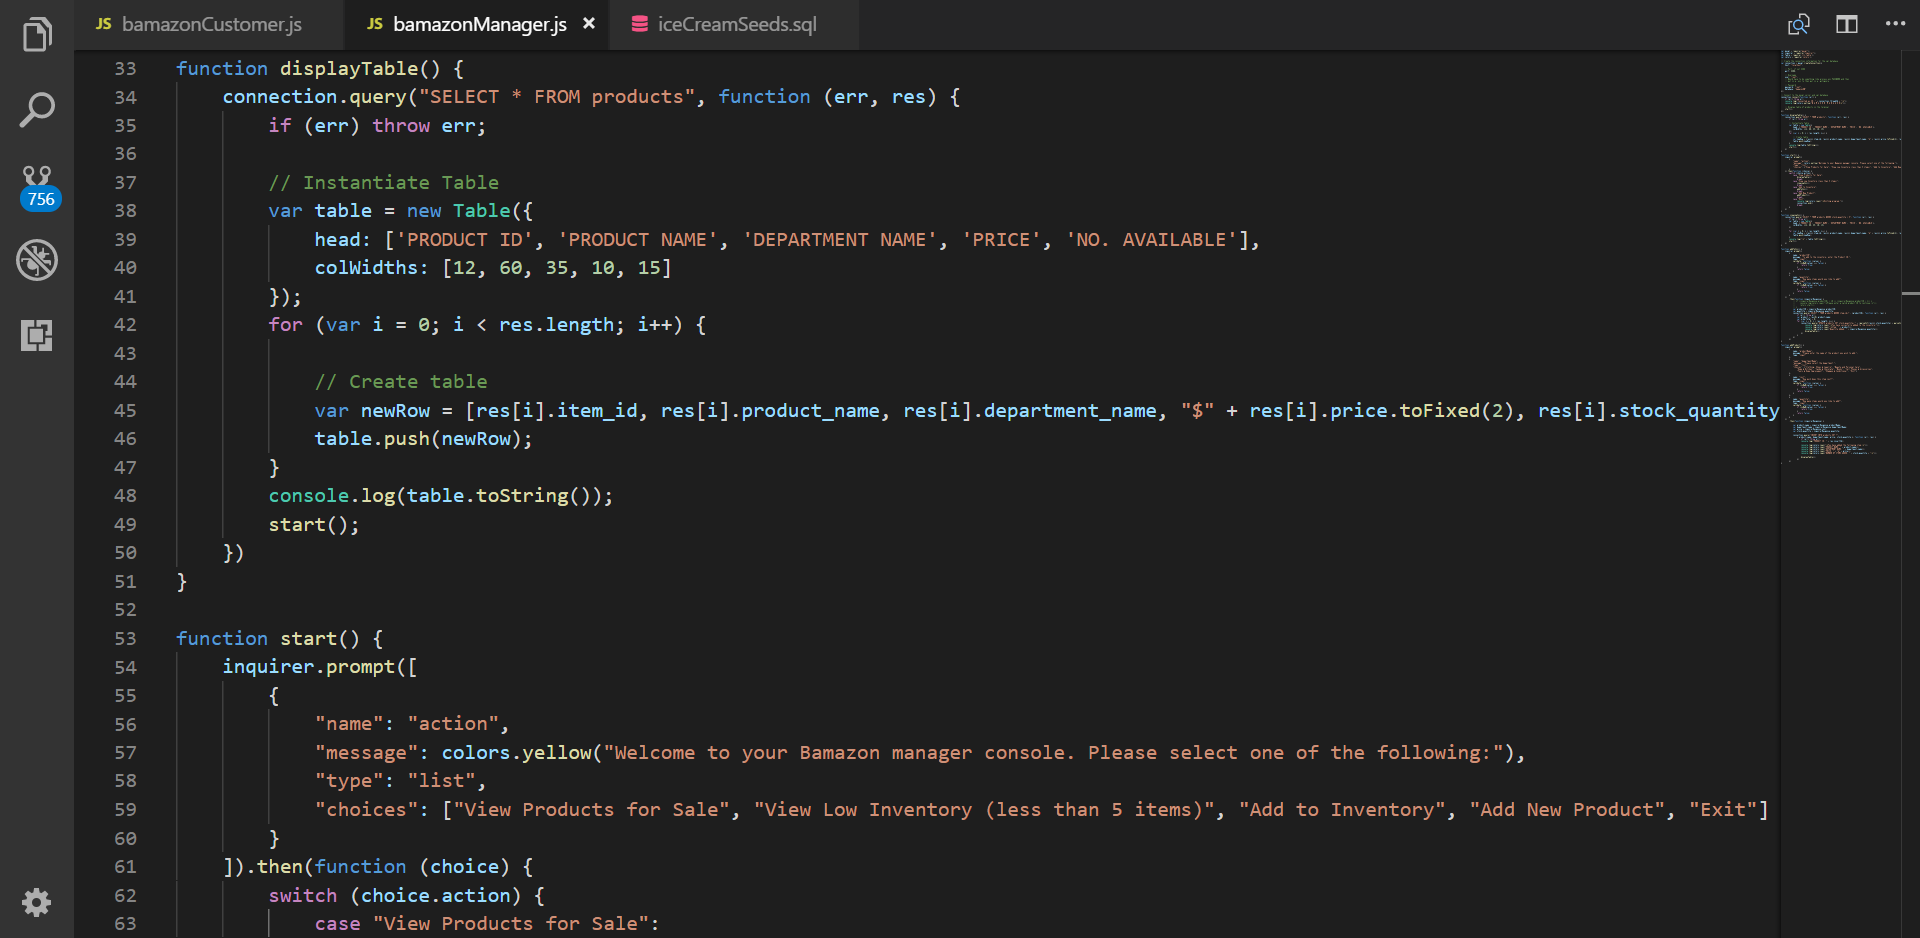 JS bamazonCustomer.js
JS bamazonManager.js ×
iceCreamSeeds.sql
756
33 function displayTable() {
34     connection.query("SELECT * FROM products", function (err, res) {
35         if (err) throw err;
36
37         // Instantiate Table
38         var table = new Table({
39             head: ['PRODUCT ID', 'PRODUCT NAME', 'DEPARTMENT NAME', 'PRICE', 'NO. AVAILABLE'],
40             colWidths: [12, 60, 35, 10, 15]
41         });
42         for (var i = 0; i < res.length; i++) {
43
44             // Create table
45             var newRow = [res[i].item_id, res[i].product_name, res[i].department_name, "$" + res[i].price.toFixed(2), res[i].stock_quantity
46             table.push(newRow);
47         }
48         console.log(table.toString());
49         start();
50     })
51 }
52
53 function start() {
54     inquirer.prompt([
55         {
56             "name": "action",
57             "message": colors.yellow("Welcome to your Bamazon manager console. Please select one of the following:"),
58             "type": "list",
59             "choices": ["View Products for Sale", "View Low Inventory (less than 5 items)", "Add to Inventory", "Add New Product", "Exit"]
60         }
61     ]).then(function (choice) {
62         switch (choice.action) {
63             case "View Products for Sale":